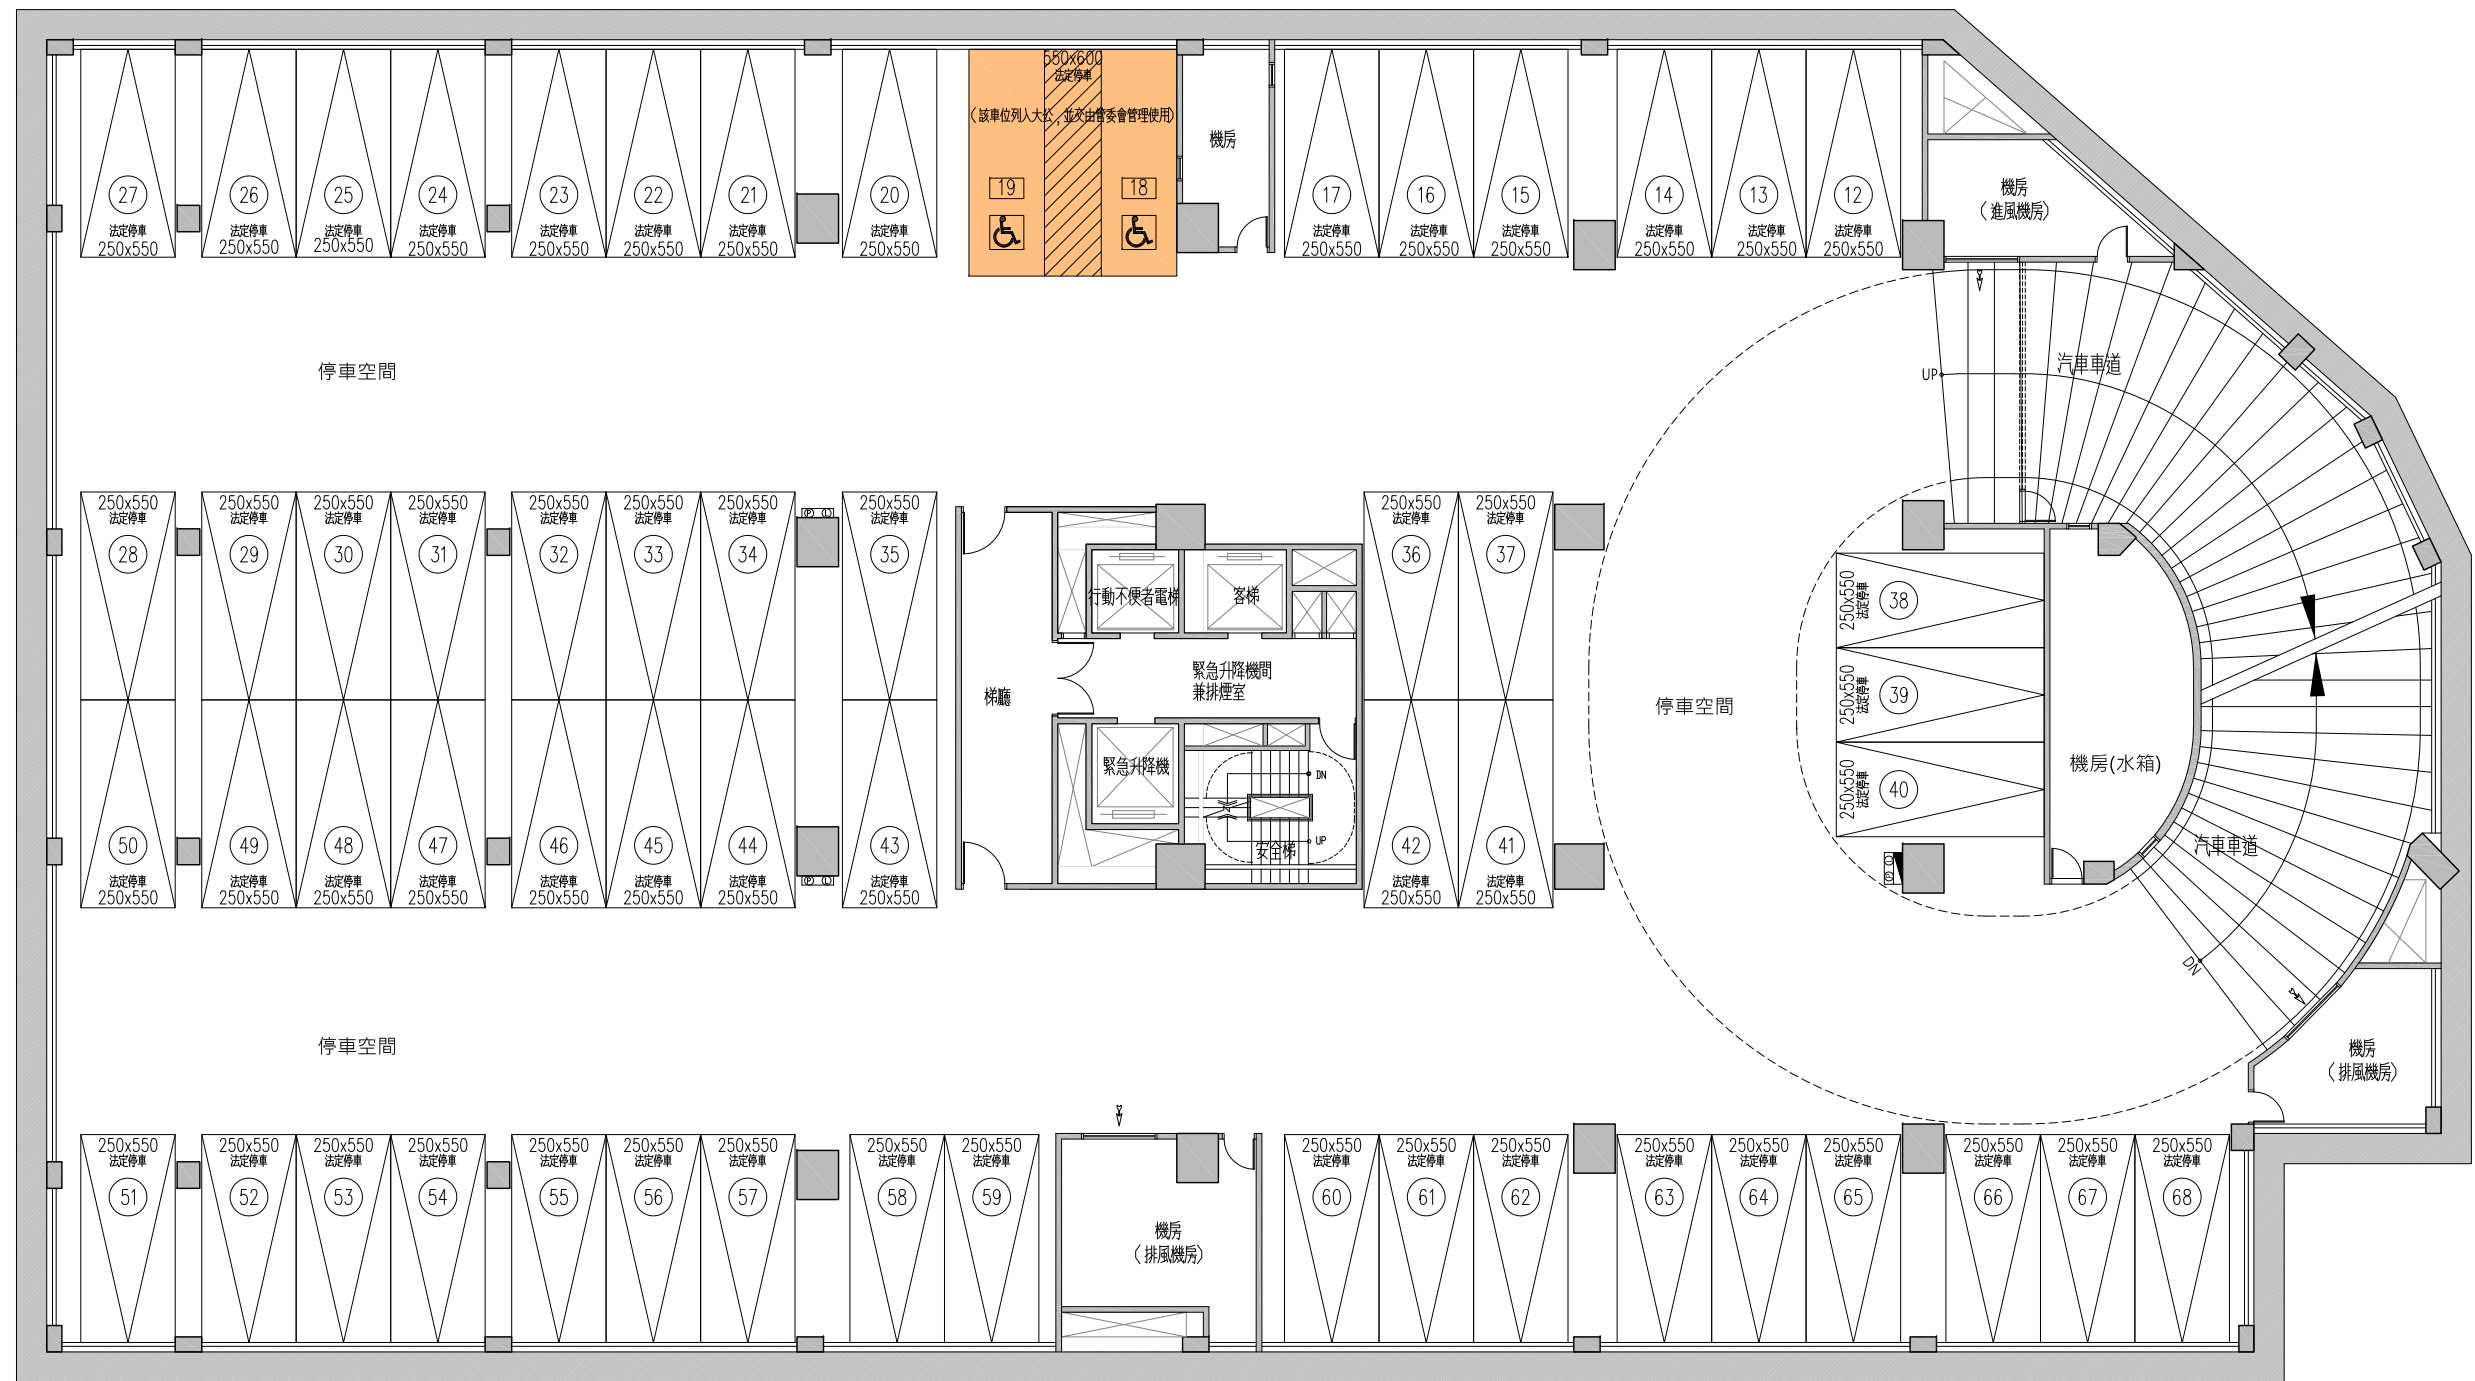 550x600
法定停車
(該車位列入大公,並交由管委會管理使用)
19
18
機房
27
法定停車
250x550
26
法定停車
250x550
25
法定停車
250x550
24
法定停車
250x550
23
法定停車
250x550
22
法定停車
250x550
21
法定停車
250x550
20
法定停車
250x550
17
法定停車
250x550
16
法定停車
250x550
15
法定停車
250x550
14
法定停車
250x550
13
法定停車
250x550
12
法定停車
250x550
機房
(進風機房)
停車空間
UP
汽車車道
250x550
法定停車
28
250x550
法定停車
29
250x550
法定停車
30
250x550
法定停車
31
250x550
法定停車
32
250x550
法定停車
33
250x550
法定停車
34
P L
250x550
法定停車
35
行動不便者電梯
客梯
緊急升降機間
兼排煙室
梯廳
緊急升降機
DN
UP
安全梯
250x550
法定停車
36
250x550
法定停車
37
停車空間
250x550
法定停車
38
250x550
法定停車
39
250x550
法定停車
40
機房(水箱)
汽車車道
DN
50
法定停車
250x550
49
法定停車
250x550
48
法定停車
250x550
47
法定停車
250x550
46
法定停車
250x550
45
法定停車
250x550
44
法定停車
250x550
P L
43
法定停車
250x550
42
法定停車
250x550
41
法定停車
250x550
停車空間
機房
(排風機房)
250x550
法定停車
51
250x550
法定停車
52
250x550
法定停車
53
250x550
法定停車
54
250x550
法定停車
55
250x550
法定停車
56
250x550
法定停車
57
250x550
法定停車
58
250x550
法定停車
59
機房
(排風機房)
250x550
法定停車
60
250x550
法定停車
61
250x550
法定停車
62
250x550
法定停車
63
250x550
法定停車
64
250x550
法定停車
65
250x550
法定停車
66
250x550
法定停車
67
250x550
法定停車
68